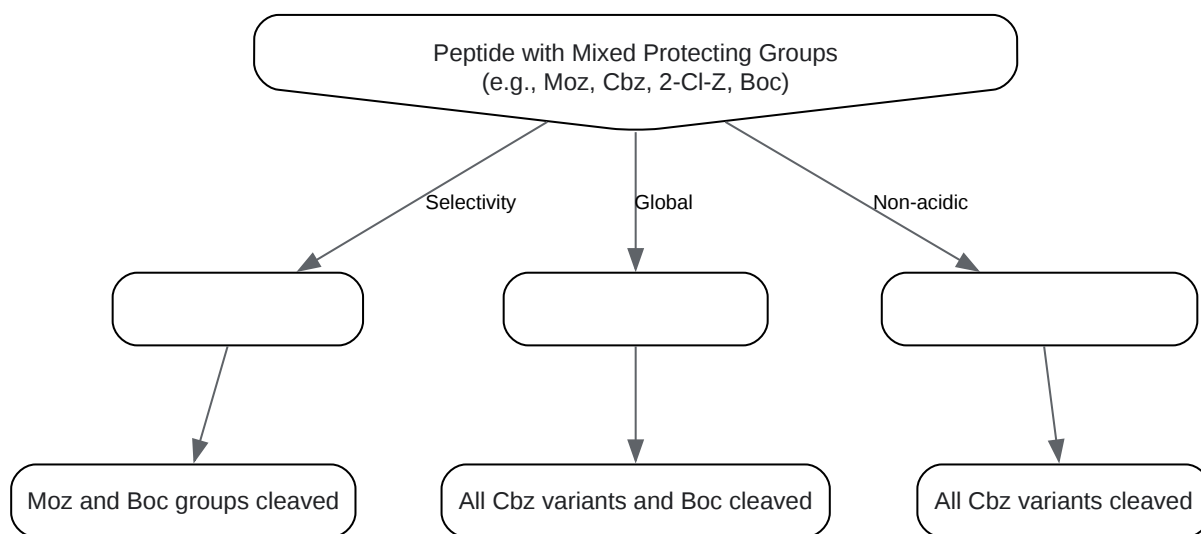 Peptide with Mixed Protecting Groups
(e.g., Moz, Cbz, 2-Cl-Z, Boc)
Selectivity
Global
Non-acidic
Moz and Boc groups cleaved
All Cbz variants and Boc cleaved
All Cbz variants cleaved